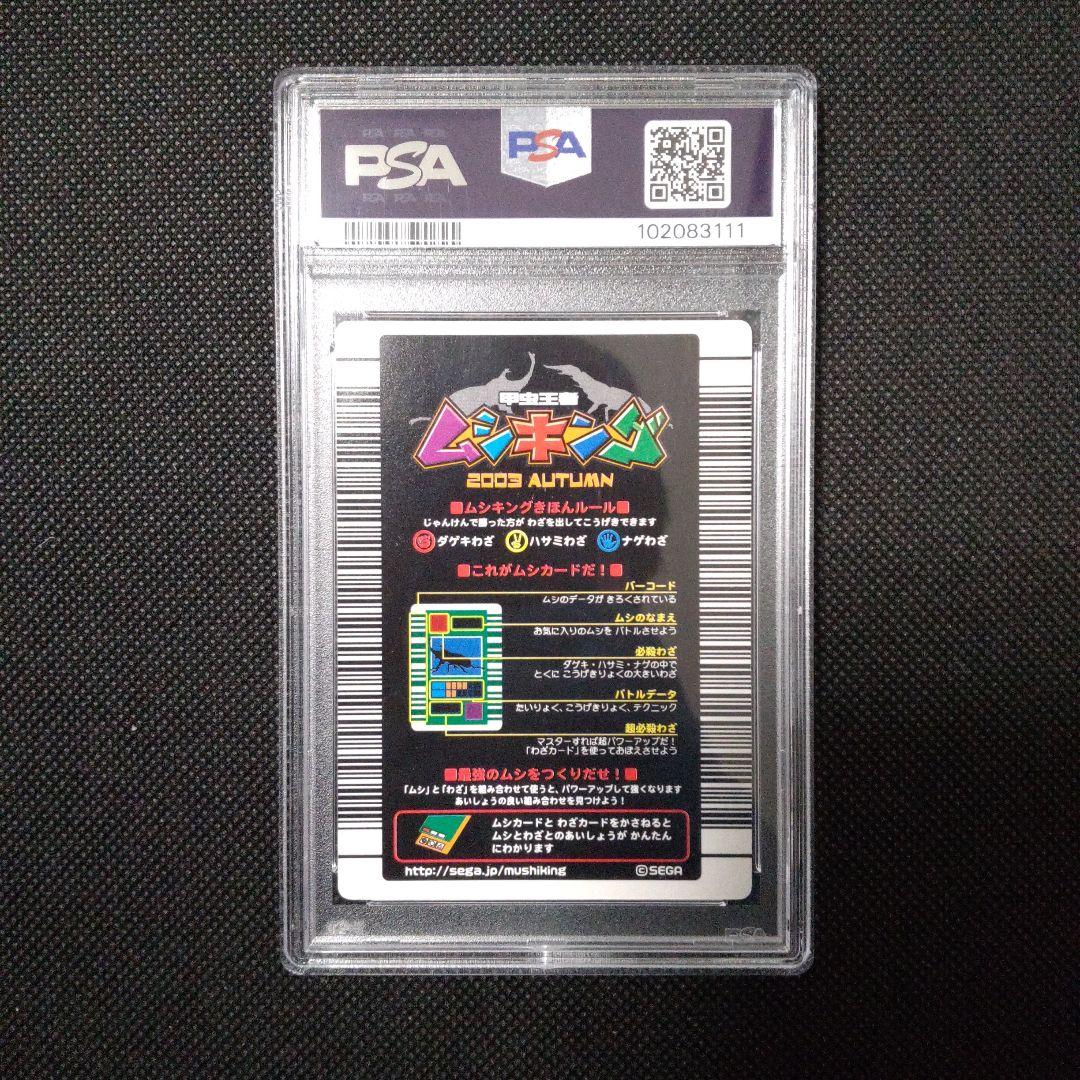 PSA
PSA
102083111
甲虫王者
ムシキング
2003 AUTUMN
■ムシキングきほんルール■
じゃんけんで勝った方が わざを出してこうげきできます
ダゲキわざ ハサミわざ ナゲわざ
■これがムシカードだ!■
バーコード
ムシのデータが きろくされている
ムシのなまえ
お気に入りのムシを バトルさせよう
必殺わざ
ダゲキ・ハサミ・ナゲの中で
とくに こうげきりょくの大きいわざ
バトルデータ
たいりょく、こうげきりょく、テクニック
超必殺わざ
マスターすれば超パワーアップだ!
「わざカード」を使っておぼえさせよう
■最強のムシをつくりだせ!■
「ムシ」と「わざ」を組み合わせて使うと、パワーアップして強くなります
あいしょうの良い組み合わせを見つけよう!
ムシカードと わざカードをかさねると
ムシとわざとのあいしょうが かんたん
にわかります
http://sega.jp/mushiking ©SEGA
PSA